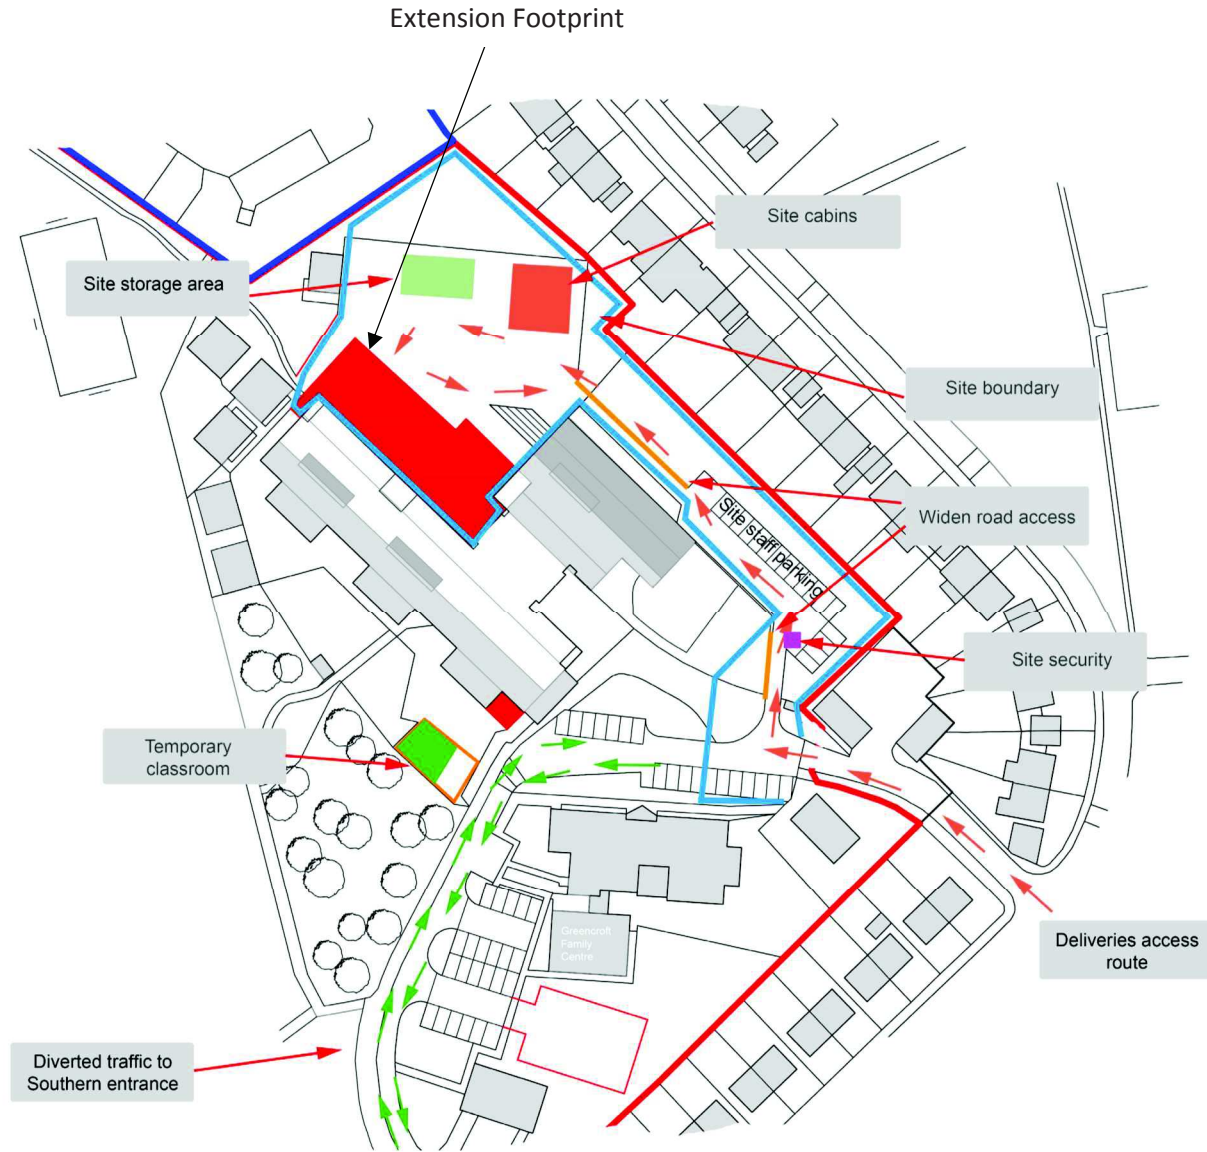 Extension Footprint
Site cabins
Site storage area
Site boundary
Widen road access
Site staff parking
Site security
Temporary
classroom
Greencroft
Family
Centre
Deliveries access
route
Diverted traffic to
Southern entrance